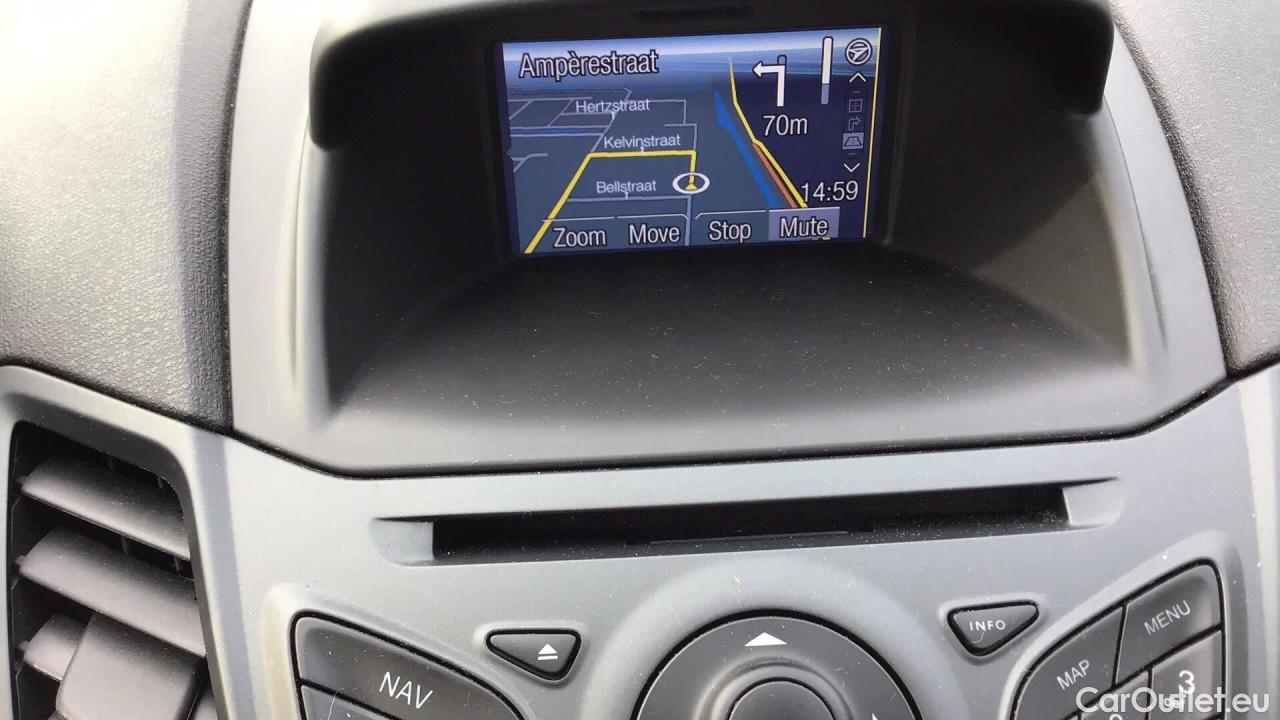 Ampèrestraat
Hertzstraat
70m
Kelvinstraat
Bellstraat
14:59
Zoom Move Stop Mute
INFO
MENU
NAV
MAP
3
CarOutlet.eu